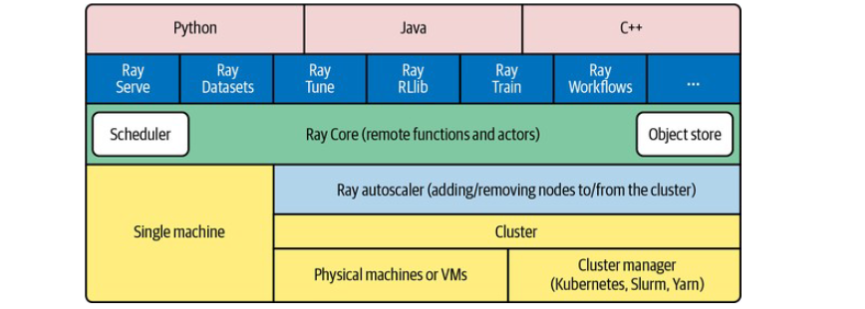 Python
Java
C++
Ray
Serve
Ray
Datasets
Ray
Tune
Ray
RLlib
Ray
Train
Ray
Workflows
...
Scheduler
Ray Core (remote functions and actors)
Object store
Single machine
Ray autoscaler (adding/removing nodes to/from the cluster)
Cluster
Physical machines or VMs
Cluster manager
(Kubernetes, Slurm, Yarn)